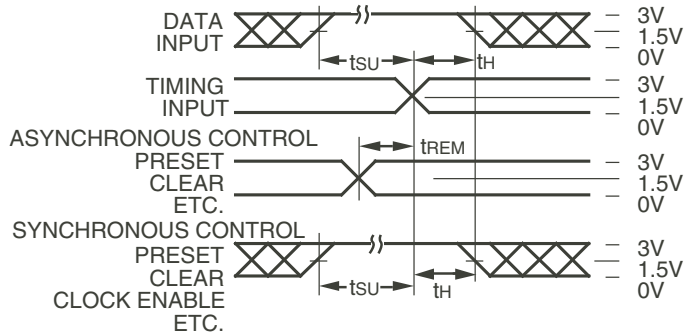 DATA
INPUT
tSU
tH
3V
1.5V
0V
TIMING
INPUT
3V
1.5V
0V
ASYNCHRONOUS CONTROL
PRESET
CLEAR
ETC.
tREM
3V
1.5V
0V
SYNCHRONOUS CONTROL
PRESET
CLEAR
CLOCK ENABLE
ETC.
tSU
tH
3V
1.5V
0V